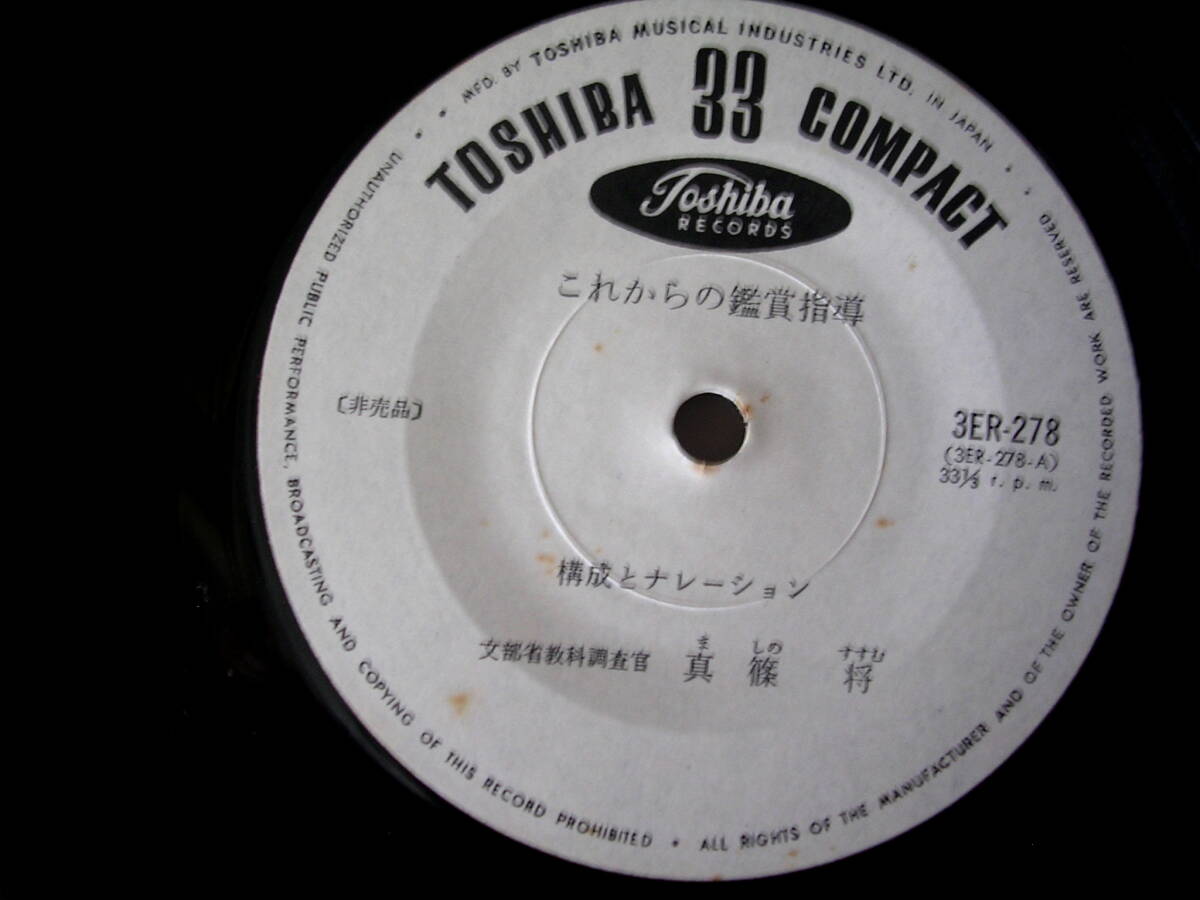 MFD. BY TOSHIBA MUSICAL INDUSTRIES LTD. IN JAPAN
TOSHIBA 33 COMPACT
Toshiba
RECORDS
これからの鑑賞指導
〔非売品〕
3ER-278
(3ER-278-A)
33⅓ r.p.m.
構成とナレーション
文部省教科調査官 真篠 将
ま しの すすむ
UNAUTHORIZED PUBLIC PERFORMANCE, BROADCASTING AND COPYING OF THIS RECORD PROHIBITED • ALL RIGHTS OF THE MANUFACTURER AND OF THE OWNER OF THE RECORDED WORK ARE RESERVED